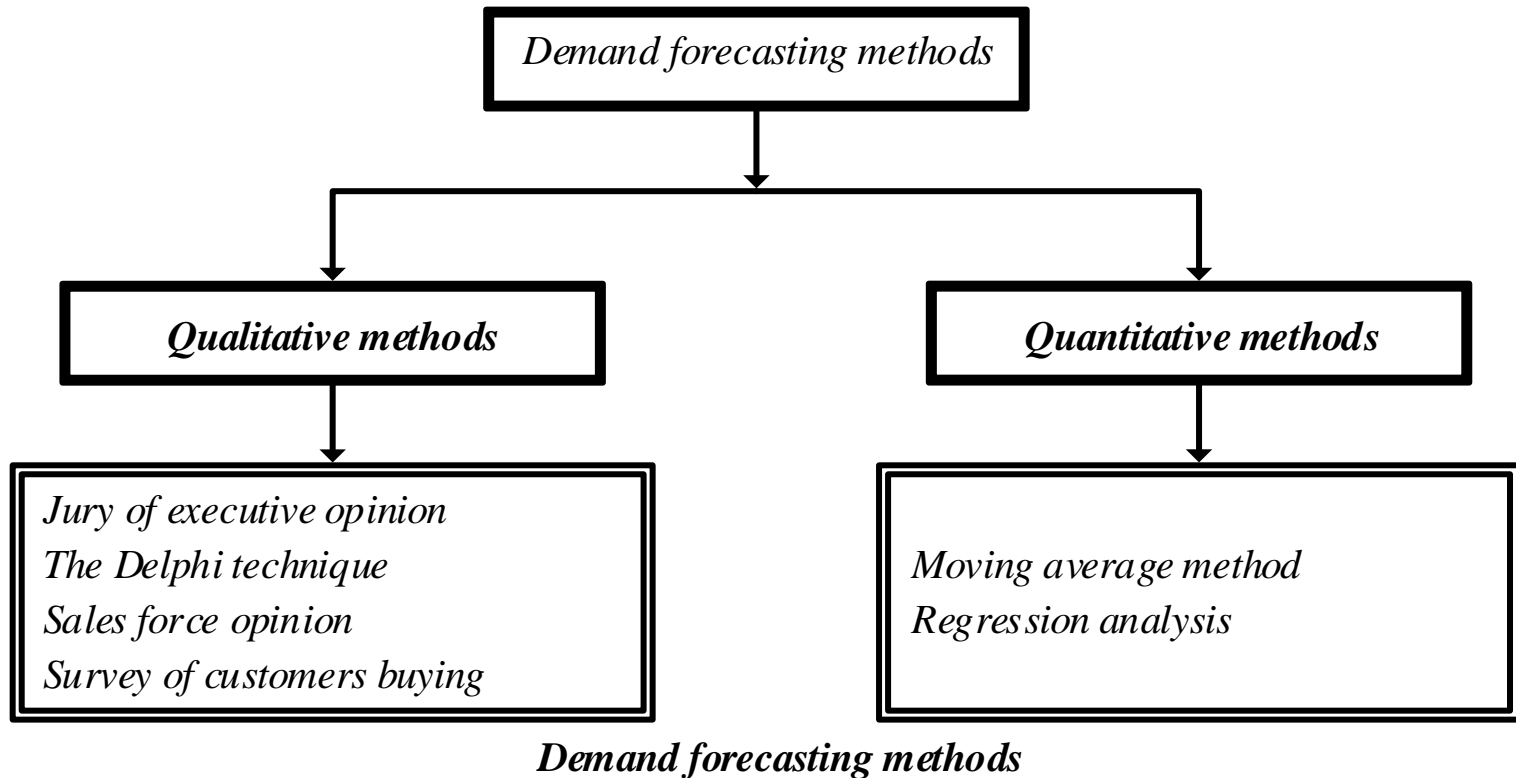 Demand forecasting methods
Qualitative methods
Quantitative methods
Jury of executive opinion
The Delphi technique
Sales force opinion
Survey of customers buying
Moving average method
Regression analysis
Demand forecasting methods